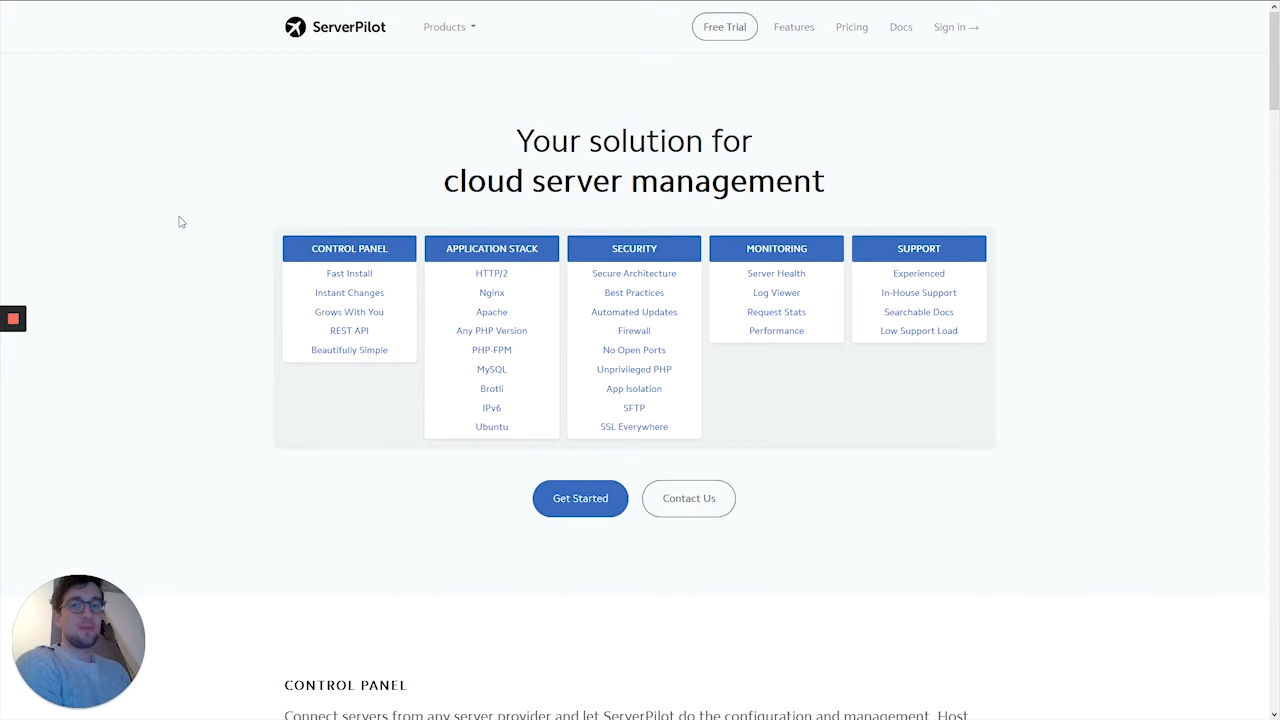 ServerPilot
Products
Free Trial
Features
Pricing
Docs
Sign in →
Your solution for
cloud server management
CONTROL PANEL
Fast Install
Instant Changes
Grows With You
REST API
Beautifully Simple
APPLICATION STACK
HTTP/2
Nginx
Apache
Any PHP Version
PHP-FPM
MySQL
Brotli
IPv6
Ubuntu
SECURITY
Secure Architecture
Best Practices
Automated Updates
Firewall
No Open Ports
Unprivileged PHP
App Isolation
SFTP
SSL Everywhere
MONITORING
Server Health
Log Viewer
Request Stats
Performance
SUPPORT
Experienced
In-House Support
Searchable Docs
Low Support Load
Get Started
Contact Us
CONTROL PANEL
Connect servers from any server provider and let ServerPilot do the configuration and management. Host